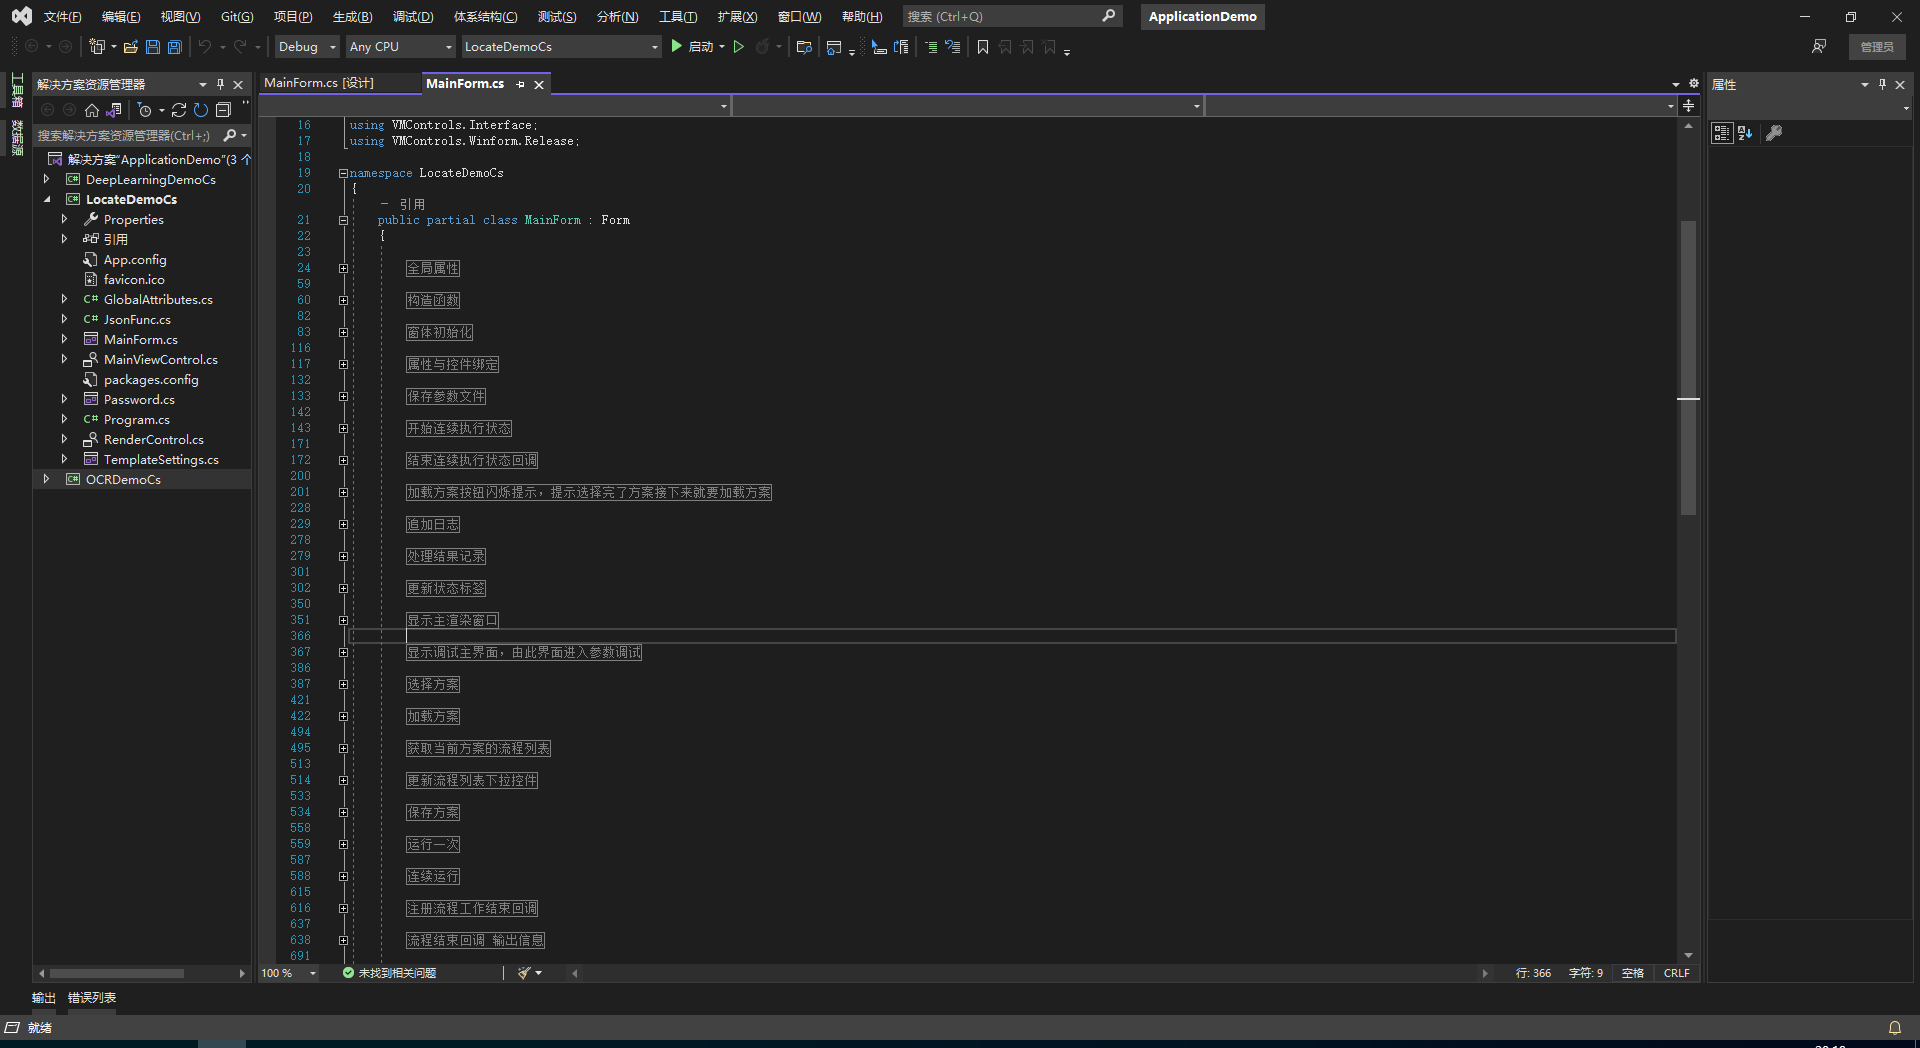 文件(F) 编辑(E) 视图(V) Git(G) 项目(P) 生成(B) 调试(D) 体系结构(C) 测试(S) 分析(N) 工具(T) 扩展(X) 窗口(W) 帮助(H) 搜索 (Ctrl+Q) ApplicationDemo
Debug Any CPU LocateDemoCs 启动 管理员
工具箱
数据源
解决方案资源管理器
搜索解决方案资源管理器(Ctrl+;)
解决方案"ApplicationDemo"(3 个
DeepLearningDemoCs
LocateDemoCs
Properties
引用
App.config
favicon.ico
GlobalAttributes.cs
JsonFunc.cs
MainForm.cs
MainViewControl.cs
packages.config
Password.cs
Program.cs
RenderControl.cs
TemplateSettings.cs
OCRDemoCs
MainForm.cs [设计] MainForm.cs
16 using VMControls.Interface;
17 using VMControls.Winform.Release;
18
19 namespace LocateDemoCs
20 {
— 引用
21 public partial class MainForm : Form
22 {
23
24 全局属性
59
60 构造函数
82
83 窗体初始化
116
117 属性与控件绑定
132
133 保存参数文件
142
143 开始连续执行状态
171
172 结束连续执行状态回调
200
201 加载方案按钮闪烁提示，提示选择完了方案接下来就要加载方案
228
229 追加日志
278
279 处理结果记录
301
302 更新状态标签
350
351 显示主渲染窗口
366
367 显示调试主界面，由此界面进入参数调试
386
387 选择方案
421
422 加载方案
494
495 获取当前方案的流程列表
513
514 更新流程列表下拉控件
533
534 保存方案
558
559 运行一次
587
588 连续运行
615
616 注册流程工作结束回调
637
638 流程结束回调 输出信息
691
100 % 未找到相关问题 行: 366 字符: 9 空格 CRLF
属性
输出 错误列表
就绪